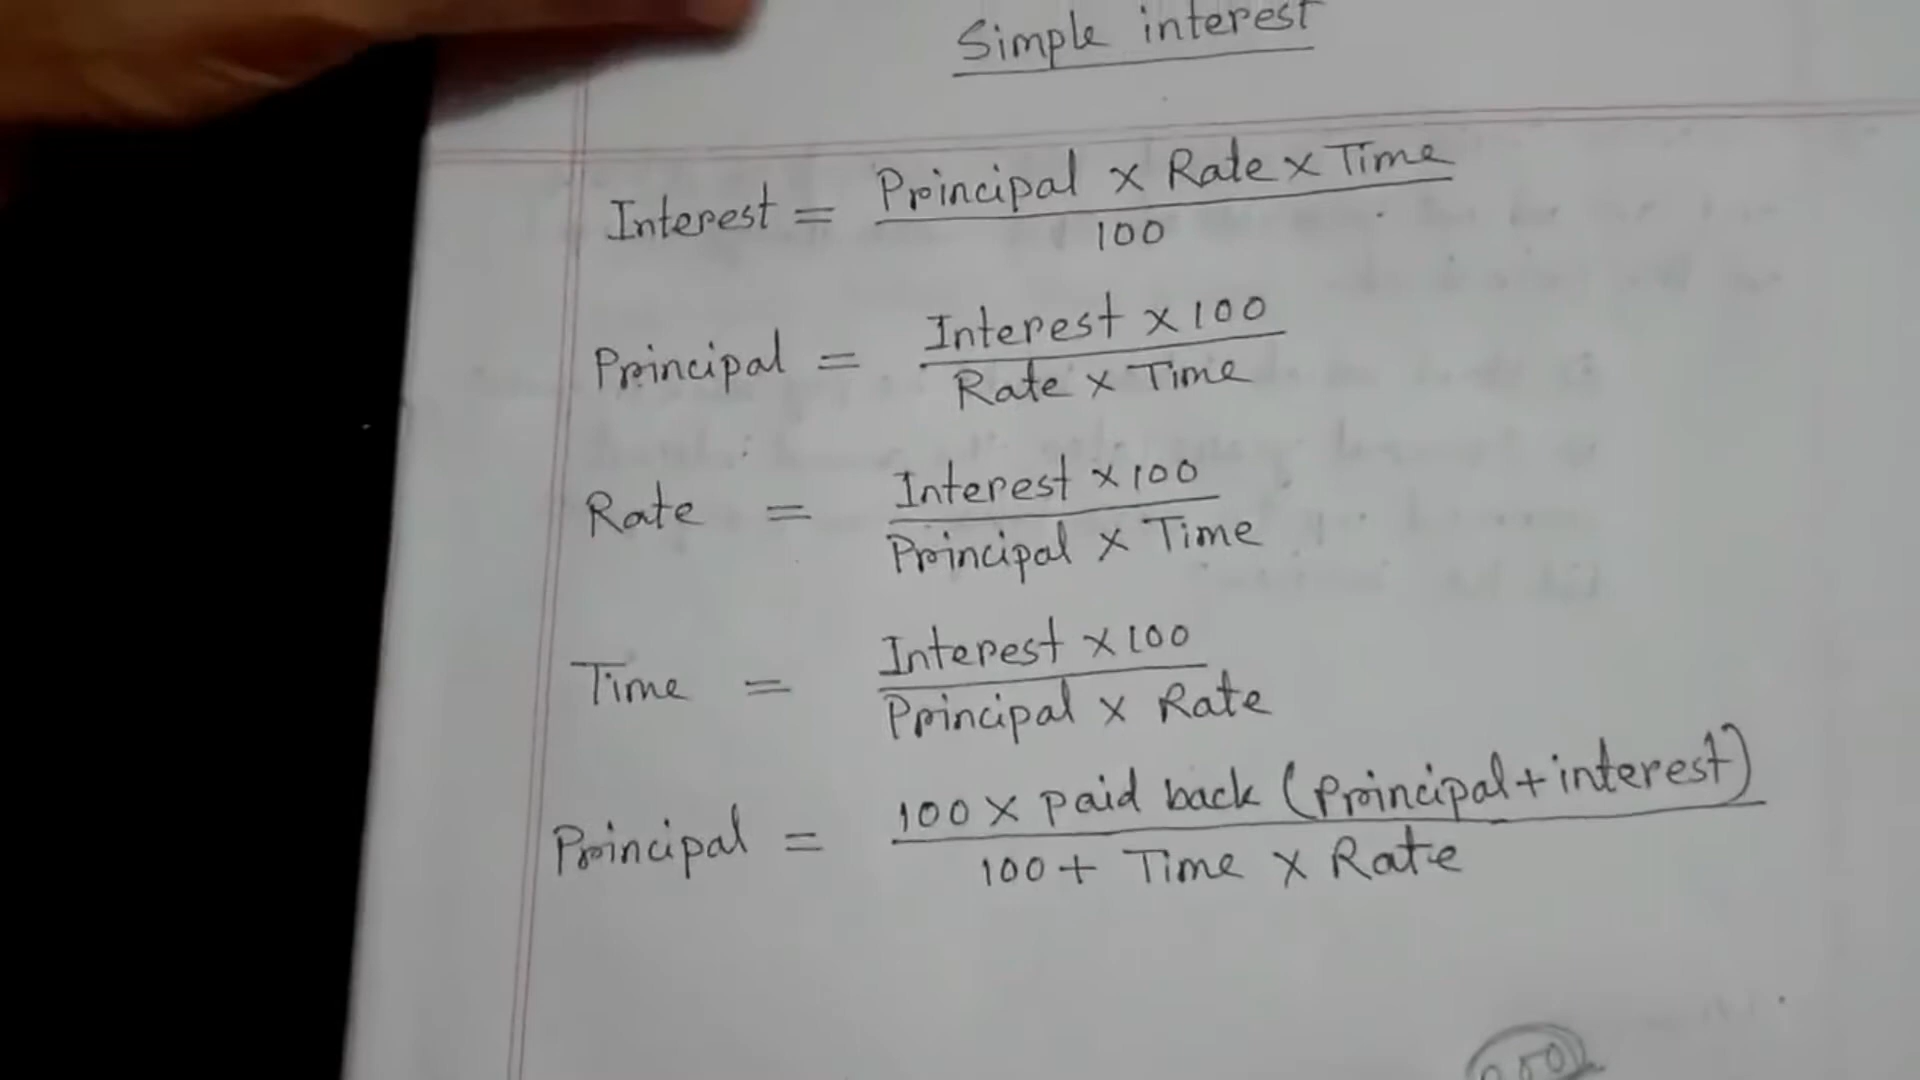 Simple interest
Interest = Principal × Rate × Time
100
Principal = Interest × 100
Rate × Time
Rate = Interest × 100
Principal × Time
Time = Interest × 100
Principal × Rate
Principal = 100 × paid back (Principal + interest)
100 + Time × Rate